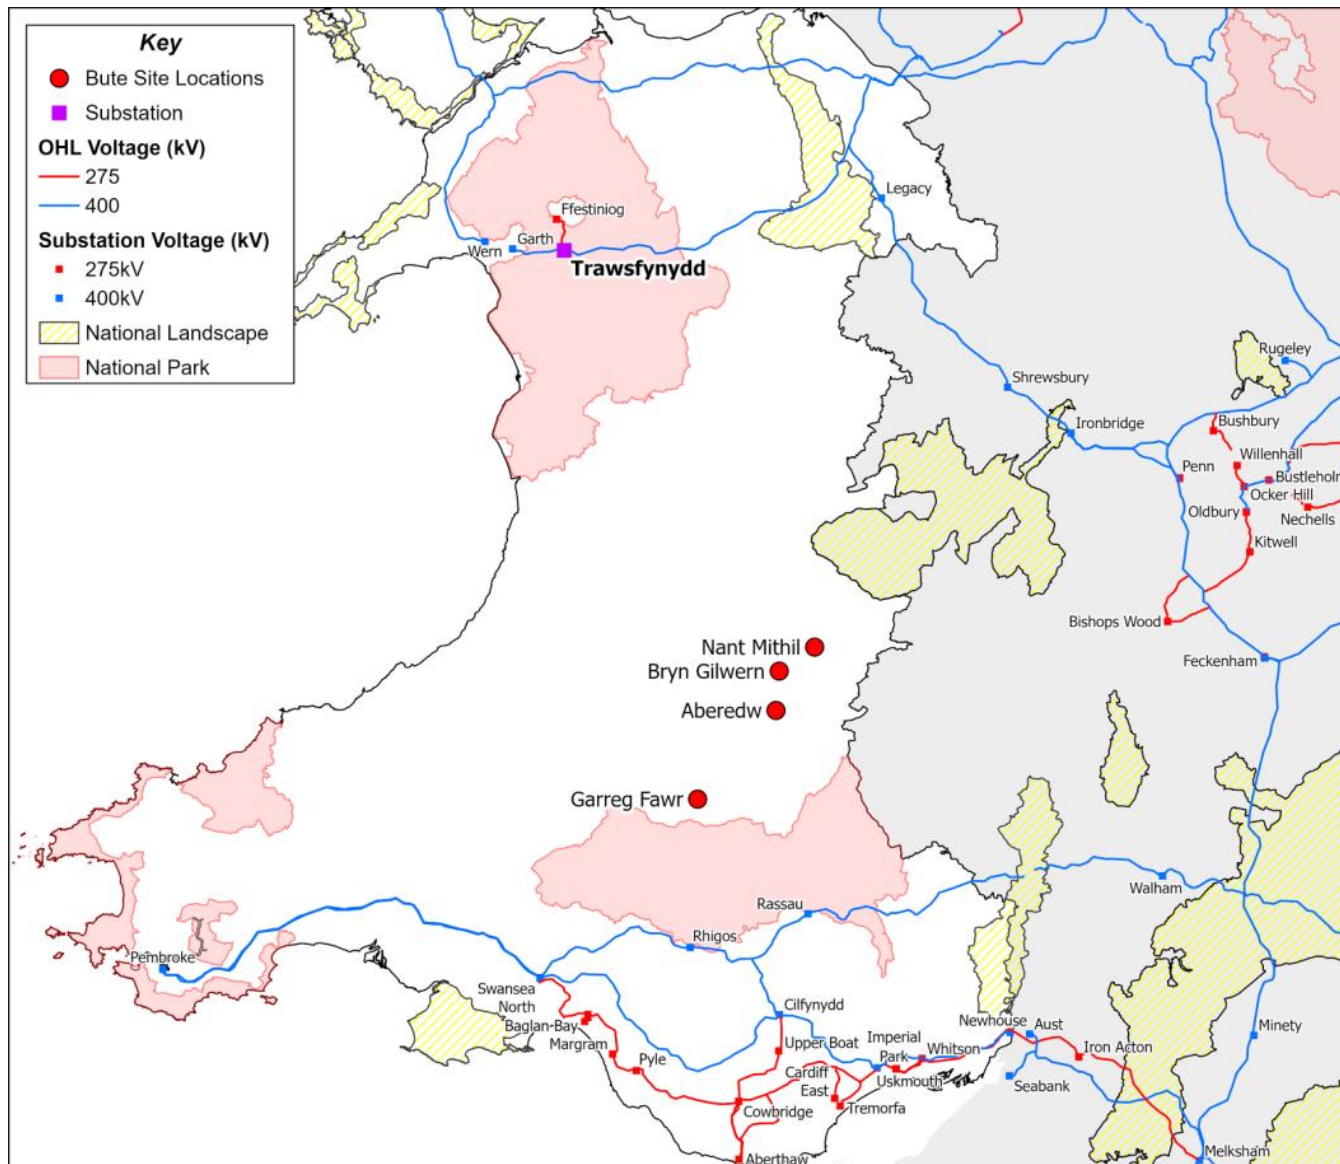 Key
Bute Site Locations
Substation
OHL Voltage (kV)
275
400
Substation Voltage (kV)
275kV
400kV
National Landscape
National Park
Legacy
Ffestiniog
Garth
Wern
Trawsfynydd
Rugeley
Shrewsbury
Ironbridge
Bushbury
Willenhall
Penn
Bustleholm
Ocker Hill
Oldbury
Nechells
Kitwell
Bishops Wood
Nant Mithil
Feckenham
Bryn Gilwern
Aberedw
Garreg Fawr
Walham
Rassau
Rhigos
Pembroke
Swansea
North
Cilfynydd
Baglan-Bay
Newhouse
Aust
Minety
Imperial
Park
Margram
Upper Boat
Whitson
Iron Acton
Pyle
Cardiff
East
Uskmouth
Seabank
Cowbridge
Tremorfa
Melksham
Aberthaw